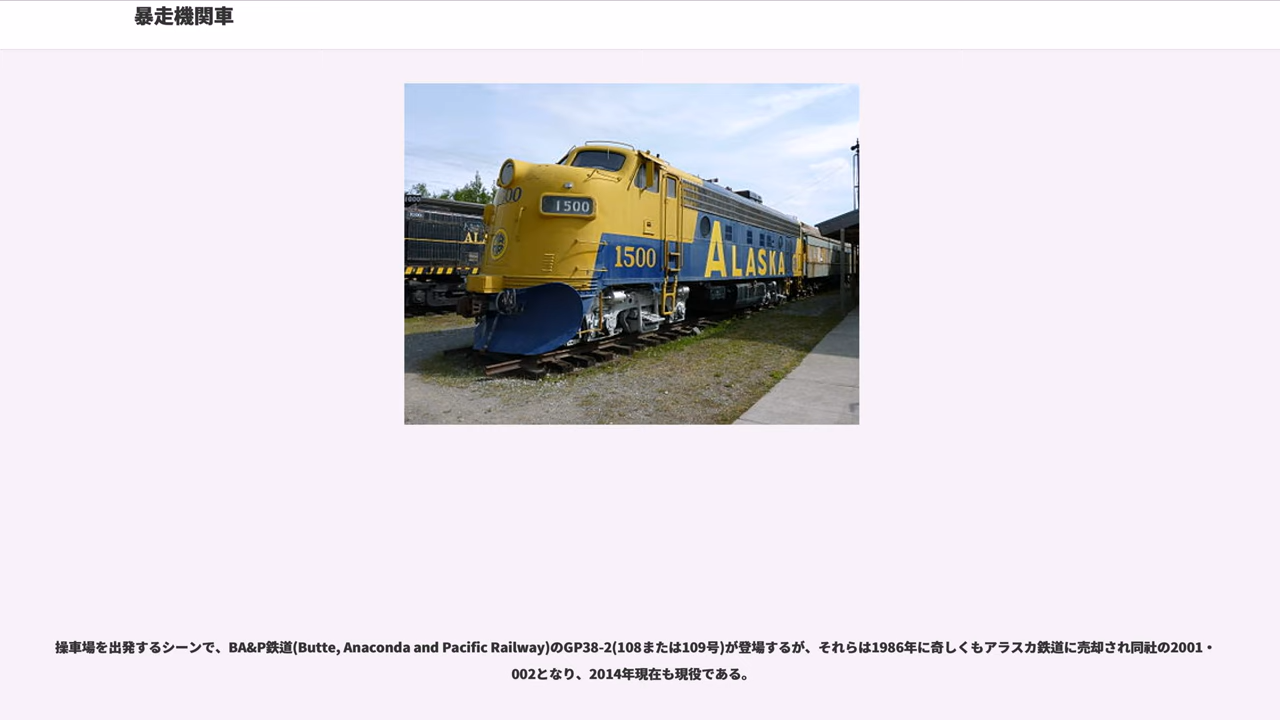 暴走機関車
1500
1500
ALASKA
AL
操車場を出発するシーンで、BA&P鉄道(Butte, Anaconda and Pacific Railway)のGP38-2(108または109号)が登場するが、それらは1986年に奇しくもアラスカ鉄道に売却され同社の2001・
002となり、2014年現在も現役である。